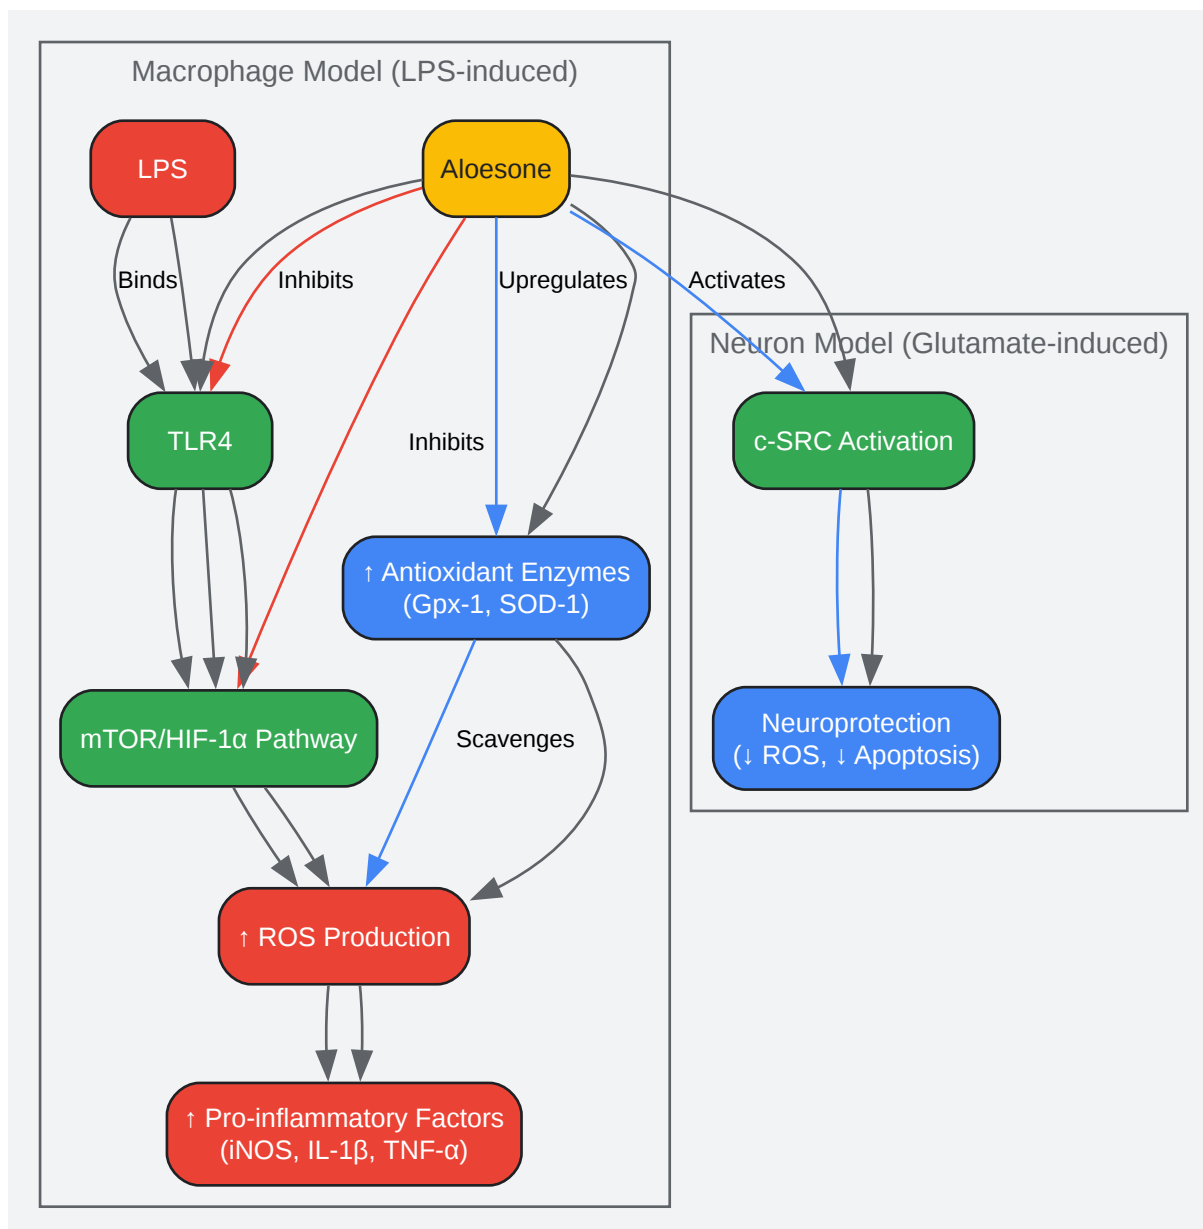 Macrophage Model (LPS-induced)
LPS
Aloesone
Binds
Inhibits
Upregulates
Activates
Neuron Model (Glutamate-induced)
TLR4
Inhibits
c-SRC Activation
↑ Antioxidant Enzymes
(Gpx-1, SOD-1)
mTOR/HIF-1α Pathway
Scavenges
Neuroprotection
(↓ ROS, ↓ Apoptosis)
↑ ROS Production
↑ Pro-inflammatory Factors
(iNOS, IL-1β, TNF-α)